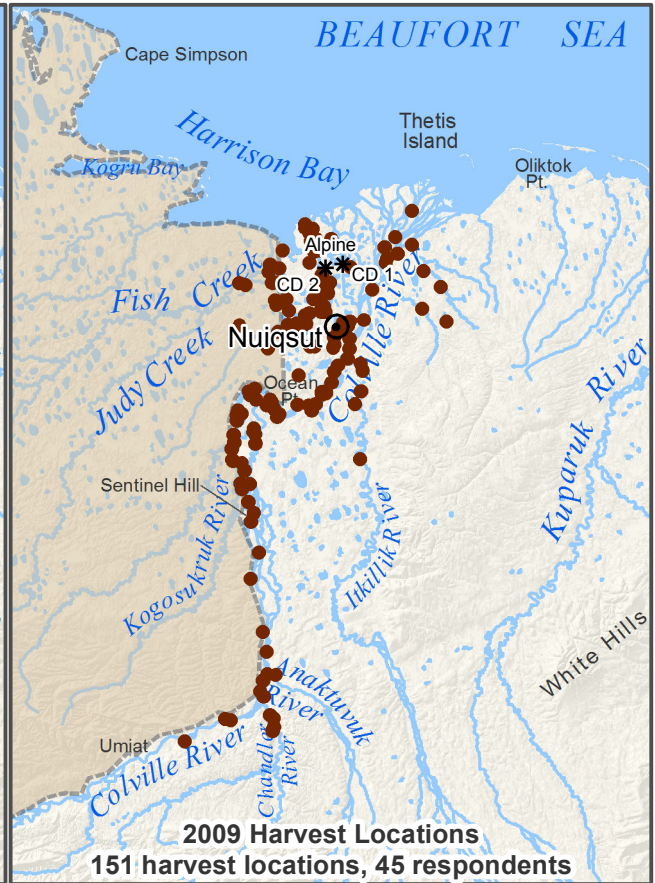 BEAUFORT SEA
Cape Simpson
Harrison Bay
Thetis
Island
Kogru Bay
Oliktok
Pt.
Alpine
CD 2
CD 1
Fish Creek
Nuiqsut
Colville River
Judy Creek
Ocean
Pt.
Kuparuk River
Sentinel Hill
Kogosukruk River
Itkillik River
White Hills
Anaktuvuk
River
Umiat
Colville River
Chandler
River
2009 Harvest Locations
151 harvest locations, 45 respondents